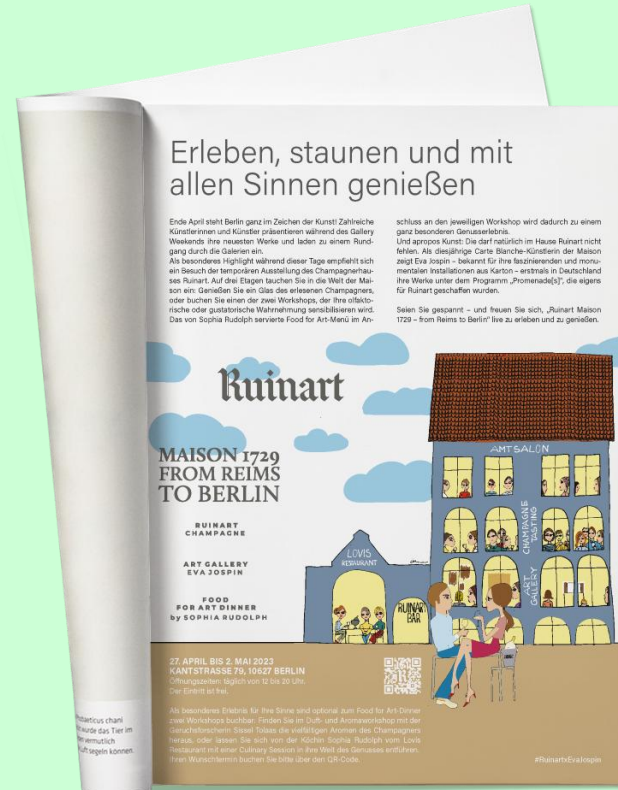 Erleben, staunen und mit
allen Sinnen genießen
Ende April steht Berlin ganz im Zeichen der Kunst! Zahlreiche
Künstlerinnen und Künstler präsentieren während des Gallery
Weekends ihre neuesten Werke und laden zu einem Rund-
gang durch die Galerien ein.
Als besonderes Highlight während dieser Tage empfiehlt sich
ein Besuch der temporären Ausstellung des Champagnerhau-
ses Ruinart. Auf drei Etagen tauchen Sie in die Welt der Mai-
son ein: Genießen Sie ein Glas des erlesenen Champagners,
oder buchen Sie einen der zwei Workshops, der Ihre olfakto-
rische oder gustatorische Wahrnehmung sensibilisieren wird.
Das von Sophia Rudolph servierte Food for Art-Menü im An-
schluss an den jeweiligen Workshop wird dadurch zu einem
ganz besonderen Genusserlebnis.
Und apropos Kunst: Die darf natürlich im Hause Ruinart nicht
fehlen. Als diesjährige Carte Blanche-Künstlerin der Maison
zeigt Eva Jospin – bekannt für ihre faszinierenden und monu-
mentalen Installationen aus Karton – erstmals in Deutschland
ihre Werke unter dem Programm „Promenade[s]", die eigens
für Ruinart geschaffen wurden.
Seien Sie gespannt – und freuen Sie sich, „Ruinart Maison
1729 – from Reims to Berlin" live zu erleben und zu genießen.
Ruinart
MAISON 1729
FROM REIMS
TO BERLIN
RUINART
CHAMPAGNE
ART GALLERY
EVA JOSPIN
FOOD
FOR ART DINNER
by SOPHIA RUDOLPH
AMTSALON
CHAMPAGNE
TASTING
ART
GALLERY
LOVIS
RESTAURANT
RUINART
BAR
27. APRIL BIS 2. MAI 2023
KANTSTRASSE 79, 10627 BERLIN
Öffnungszeiten täglich von 12 bis 20 Uhr.
Der Eintritt ist frei.
Als besonderes Erlebnis für Ihre Sinne sind optional zum Food for Art-Dinner
zwei Workshops buchbar: Finden Sie im Duft- und Aromaworkshop mit der
Geruchsforscherin Sissel Tolaas die vielfältigen Aromen des Champagners
heraus, oder lassen Sie sich von der Köchin Sophia Rudolph vom Lovis
Restaurant mit einer Culinary Session in ihre Welt des Genusses entführen.
Ihren Wunschtermin buchen Sie bitte über den QR-Code.
#RuinartxEvaJospin
chani
wurde das Tier im
vermutlich
uft segeln können.